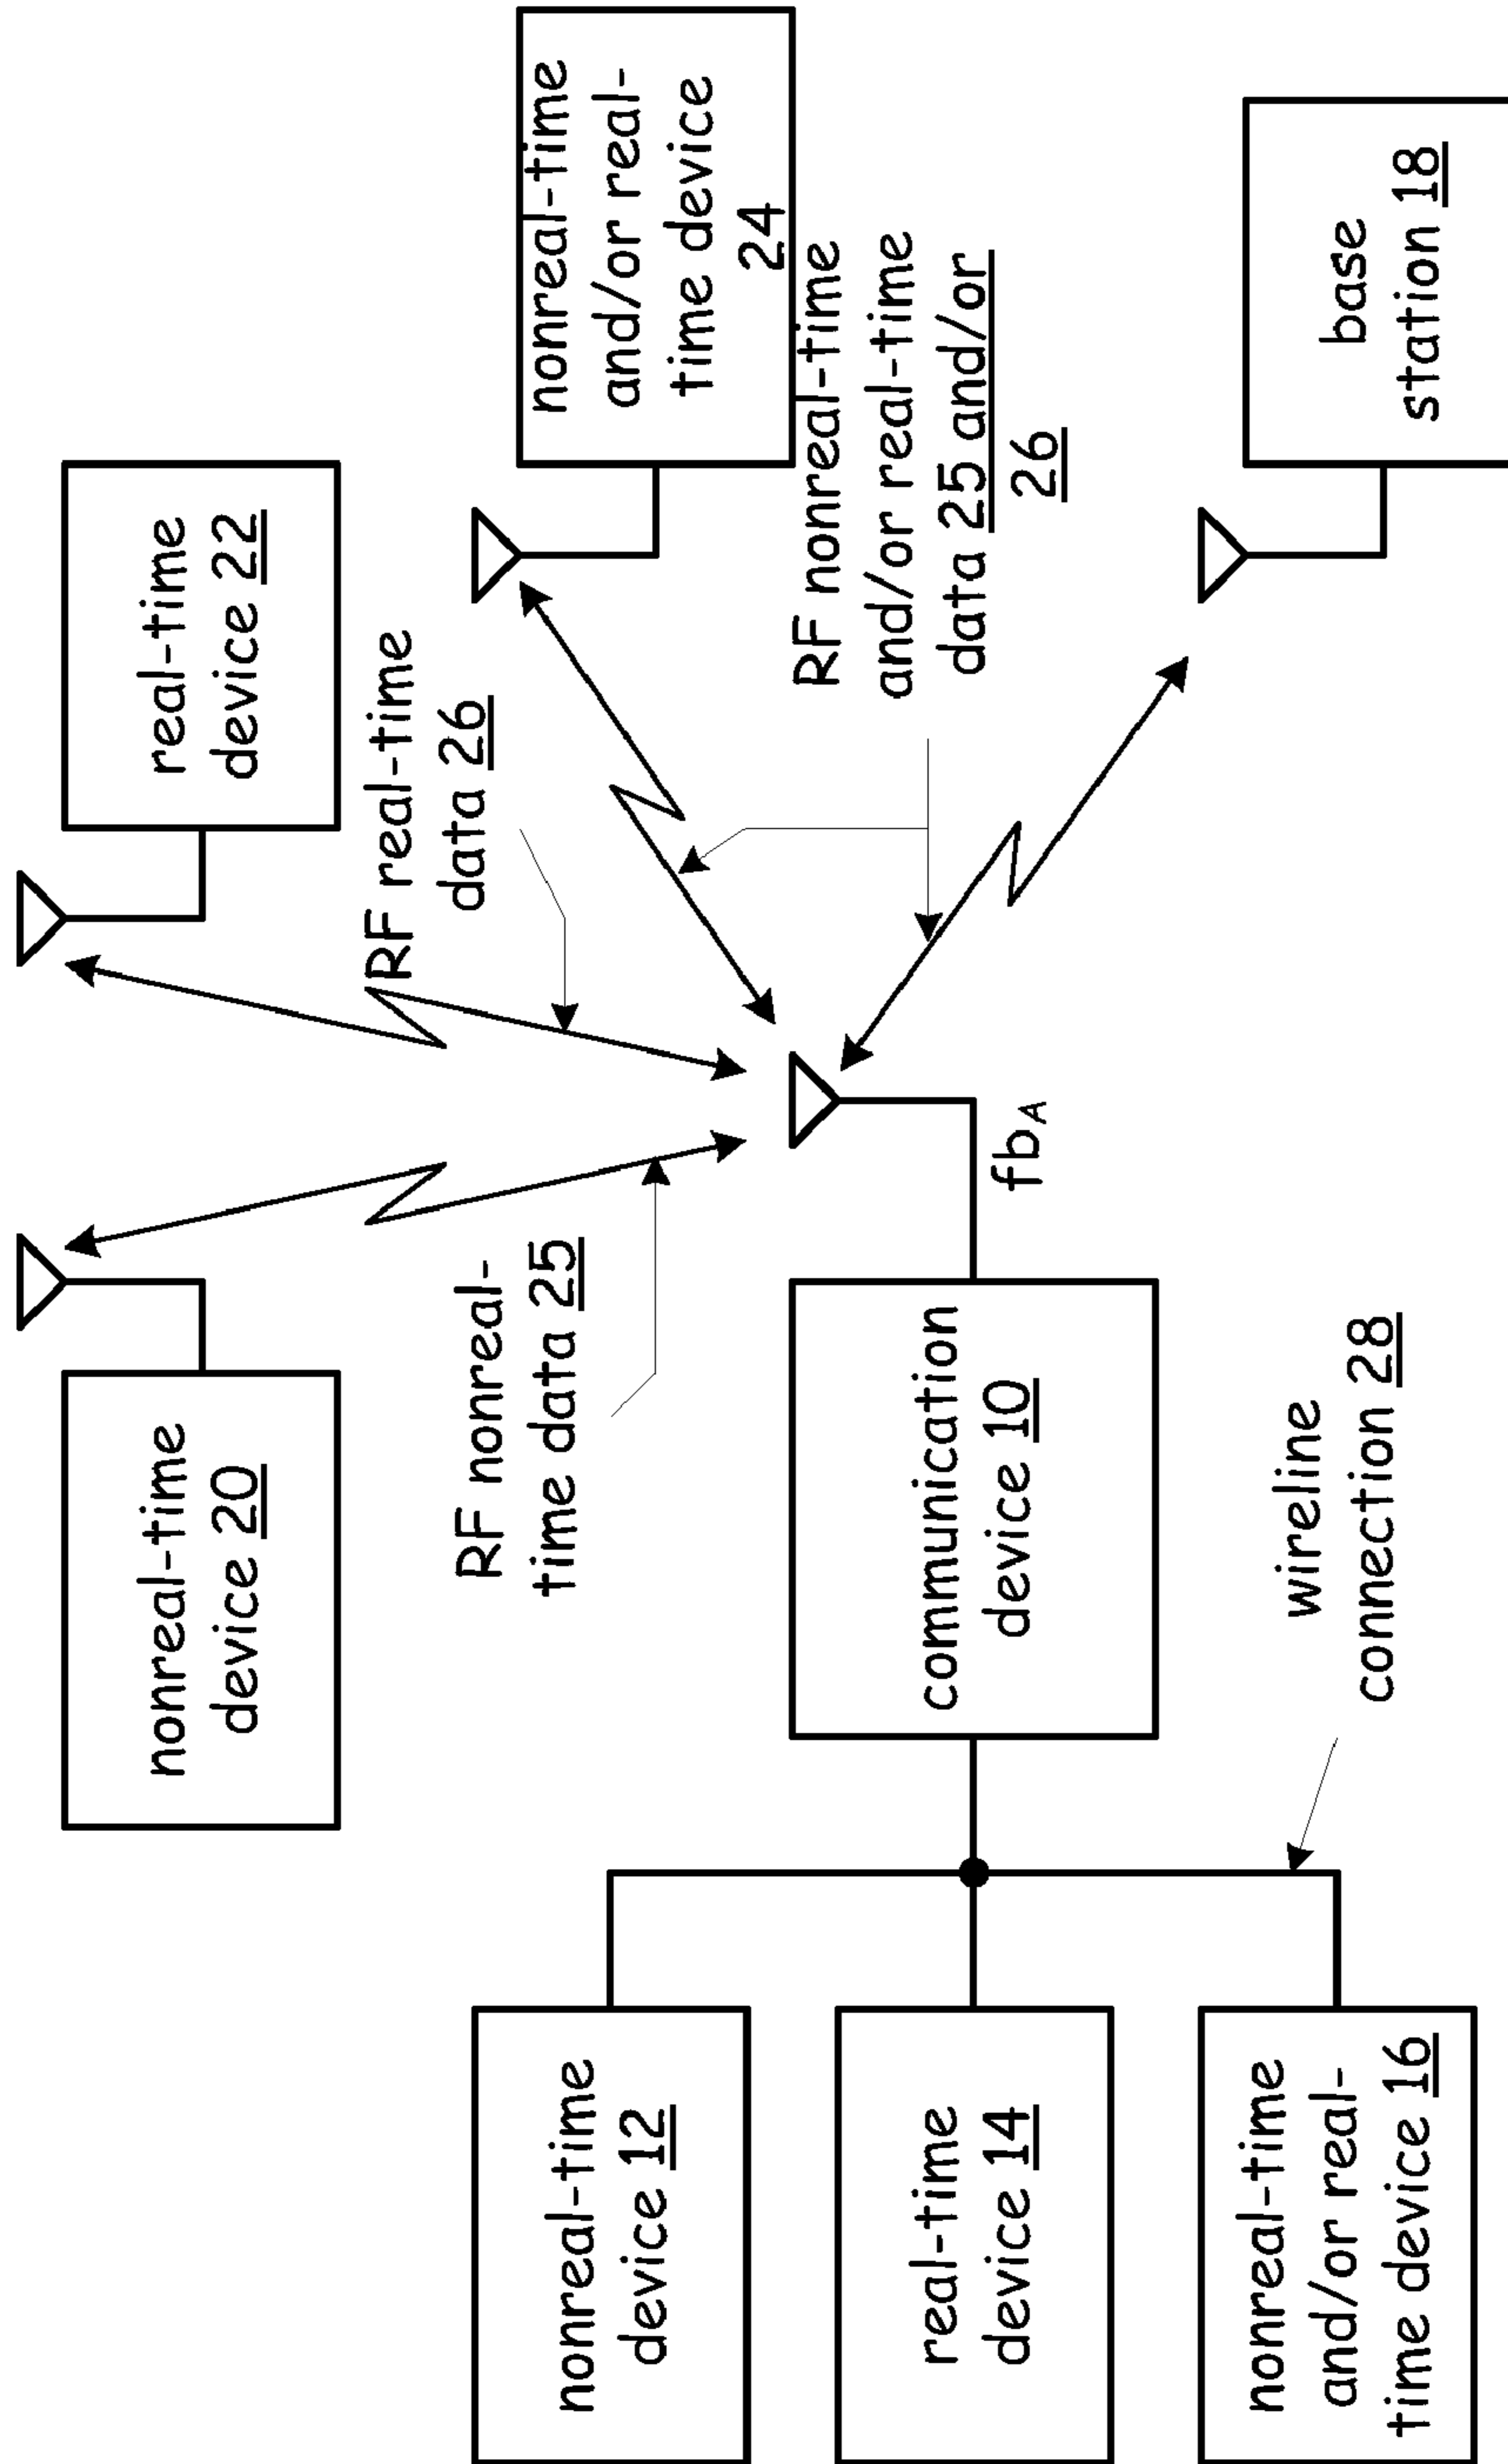 nonreal-time
device 20
real-time
device 22
RF real-time
data 26
RF nonreal-
time data 25
nonreal-time
and/or real-
time device
24
nonreal-time
device 12
RF nonreal-time
and/or real-time
data 25 and/or
26
real-time
device 14
communication
device 10
fbA
nonreal-time
and/or real-
time device 16
wireline
connection 28
base
station 18